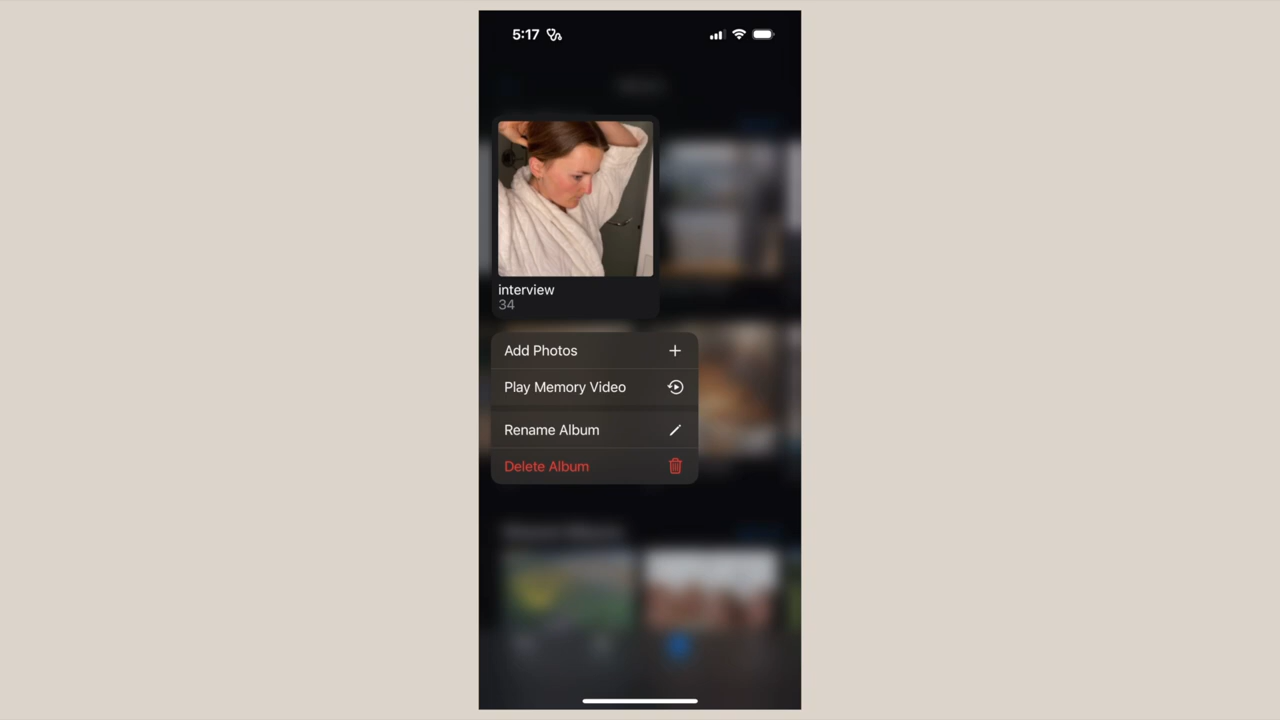 5:17
interview
34
Add Photos
Play Memory Video
Rename Album
Delete Album